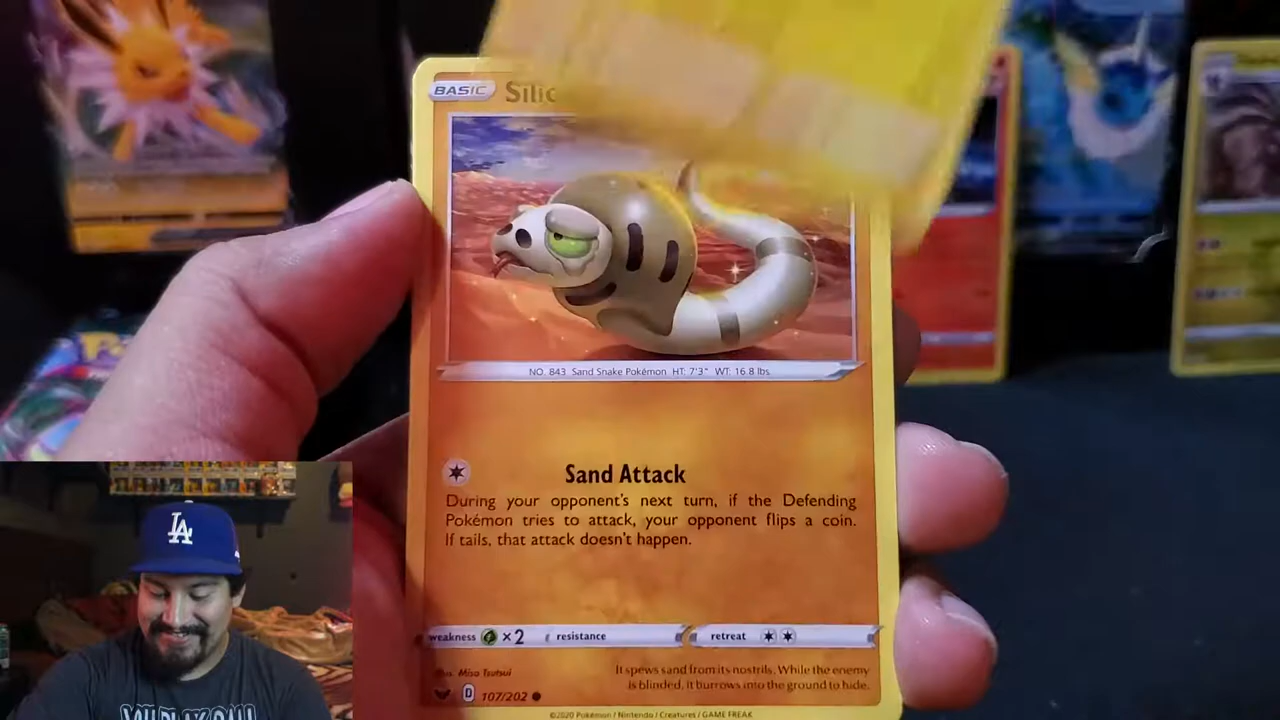 BASIC Silic
NO. 843 Sand Snake Pokémon HT: 7'3" WT: 16.8 lbs.
Sand Attack
During your opponent's next turn, if the Defending
Pokémon tries to attack, your opponent flips a coin.
If tails, that attack doesn't happen.
weakness ×2 resistance retreat
Illus. Misa Tsutsui
It spews sand from its nostrils. While the enemy
is blinded, it burrows into the ground to hide.
D 107/202
©2020 Pokémon / Nintendo / Creatures / GAME FREAK
LA